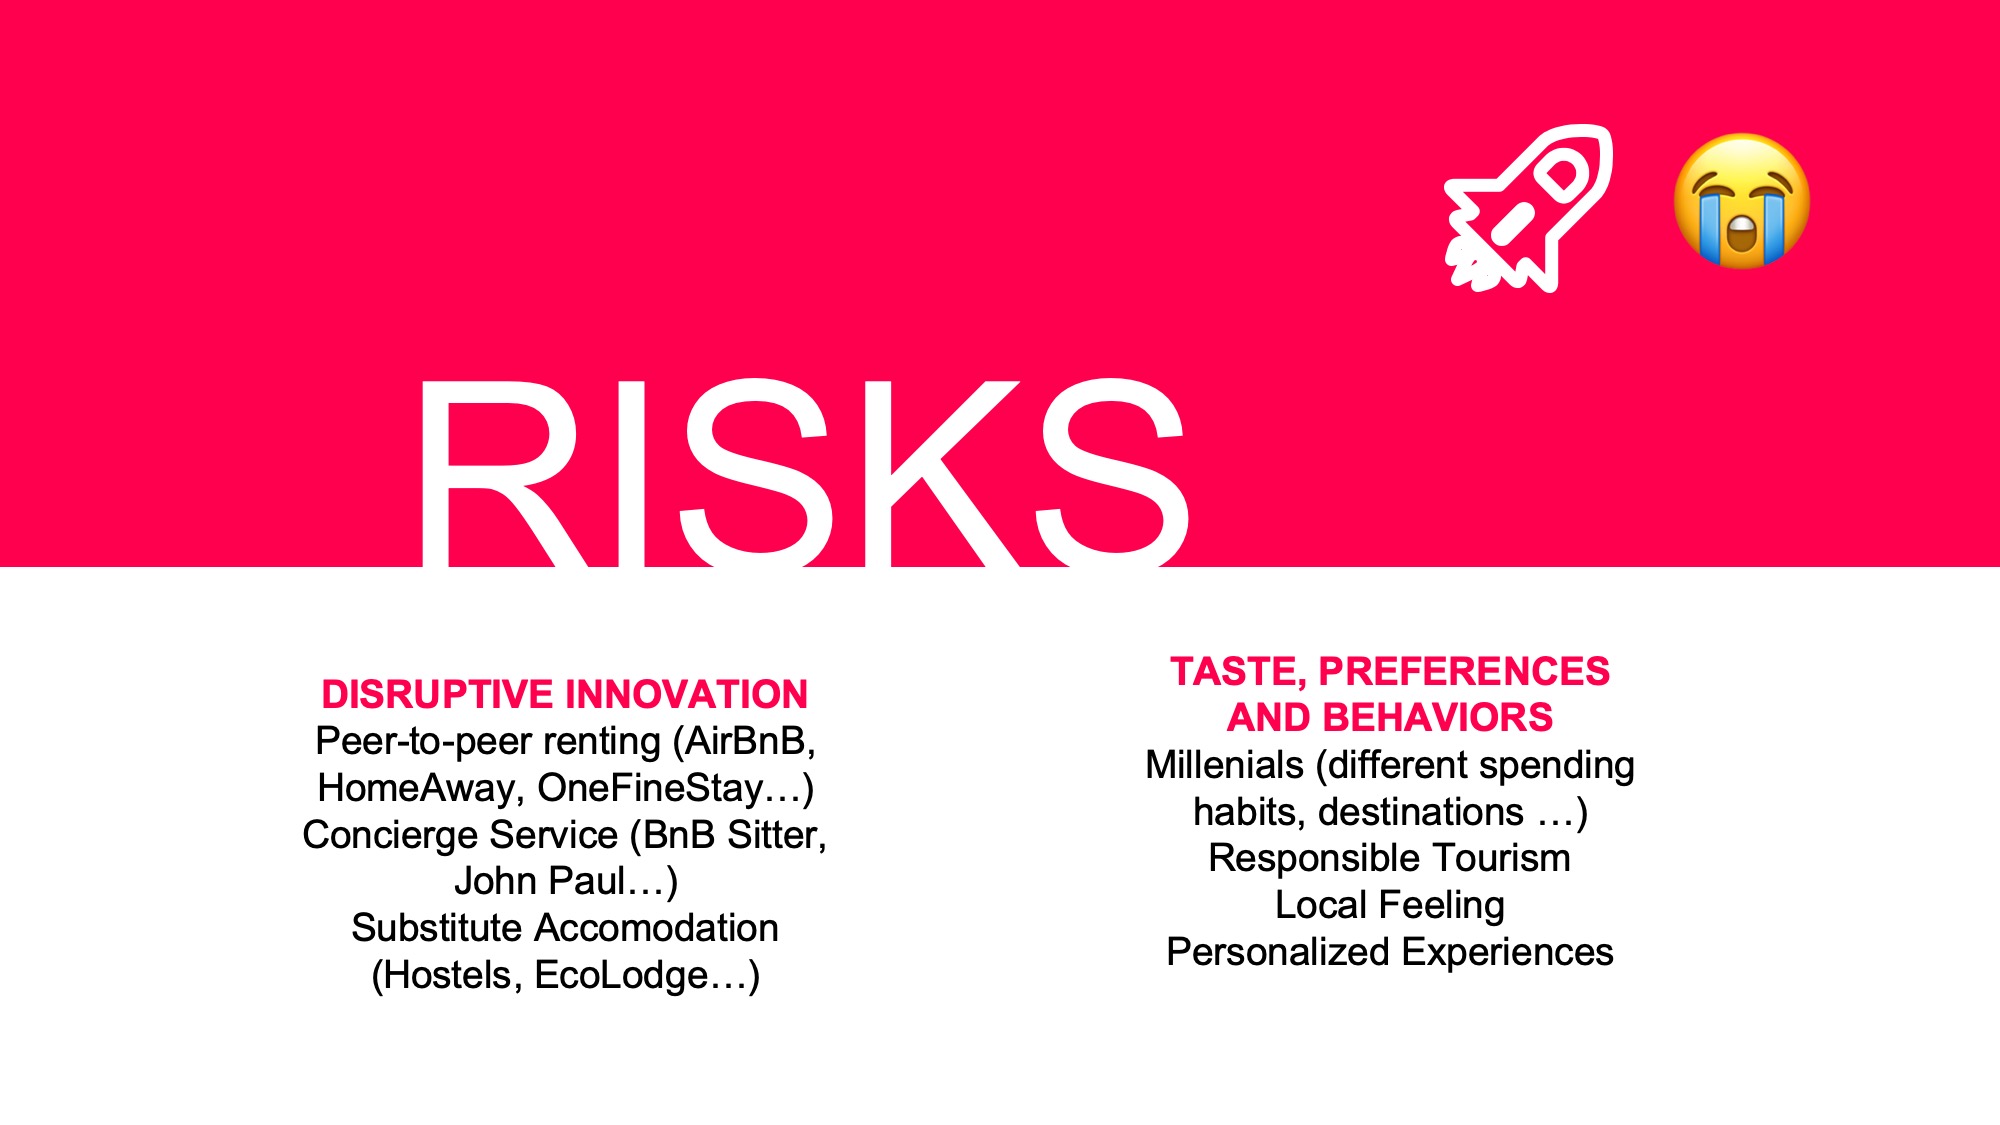 RISKS
DISRUPTIVE INNOVATION
Peer-to-peer renting (AirBnB,
HomeAway, OneFineStay…)
Concierge Service (BnB Sitter,
John Paul…)
Substitute Accomodation
(Hostels, EcoLodge…)
TASTE, PREFERENCES
AND BEHAVIORS
Millenials (different spending
habits, destinations …)
Responsible Tourism
Local Feeling
Personalized Experiences